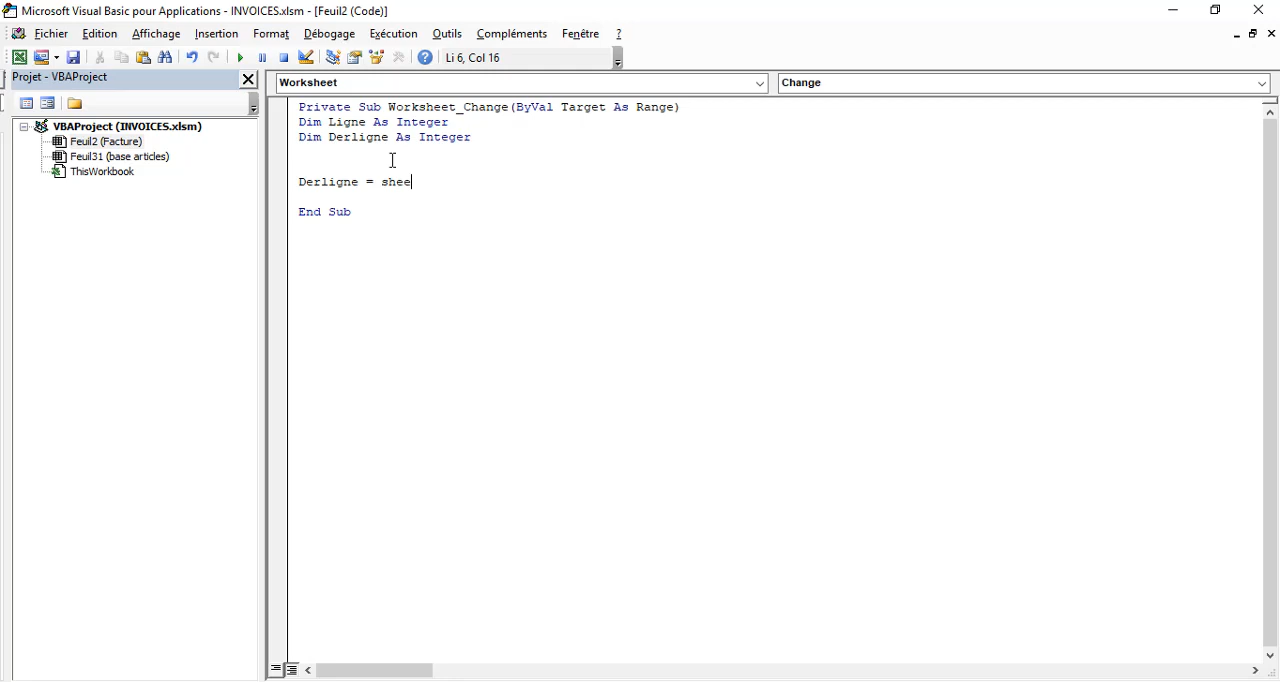 Microsoft Visual Basic pour Applications - INVOICES.xlsm - [Feuil2 (Code)]
Fichier Edition Affichage Insertion Format Débogage Exécution Outils Compléments Fenêtre ?
Li 6, Col 16
Projet - VBAProject
Worksheet
Change
VBAProject (INVOICES.xlsm)
Feuil2 (Facture)
Feuil31 (base articles)
ThisWorkbook
Private Sub Worksheet_Change(ByVal Target As Range)
Dim Ligne As Integer
Dim Derligne As Integer
Derligne = shee
End Sub